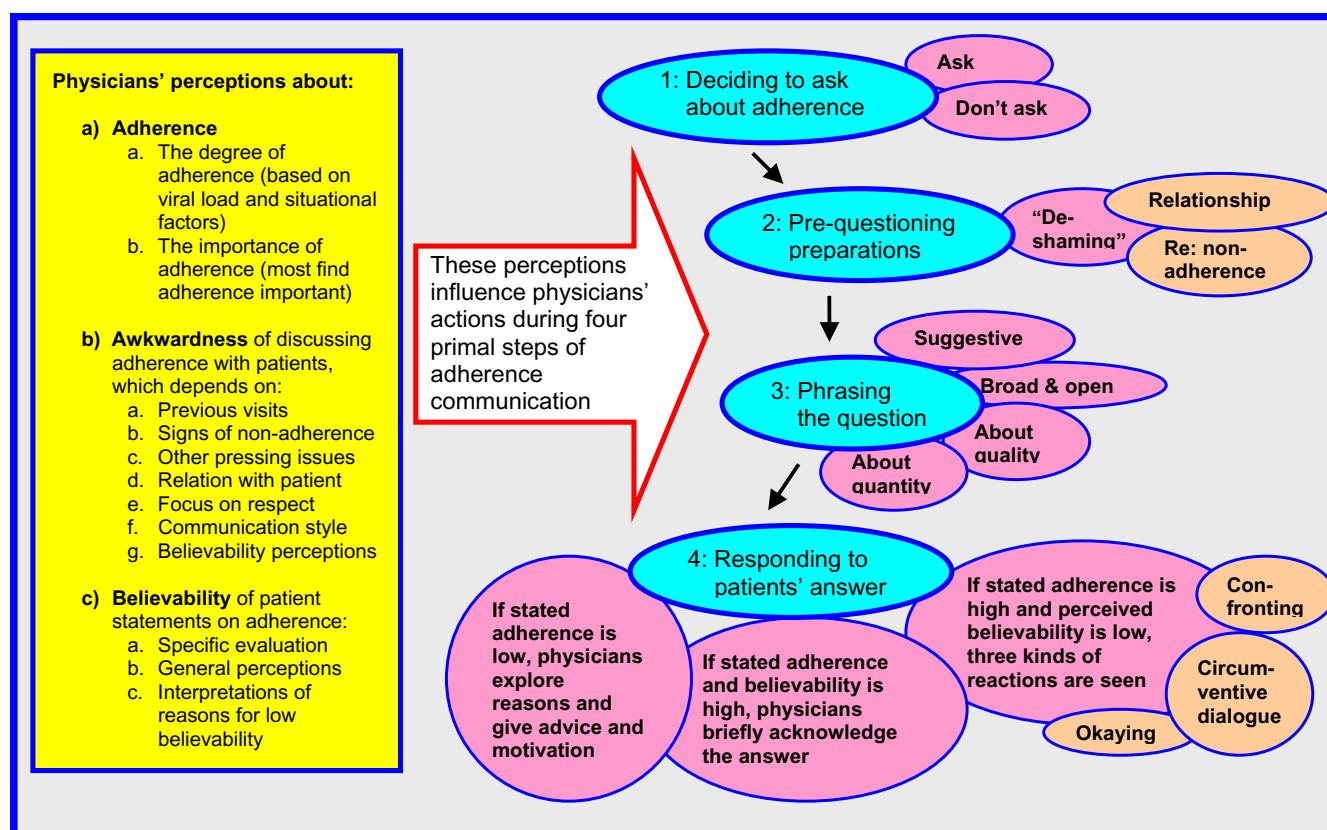 Physicians’ perceptions about:
a) Adherence
a. The degree of
adherence (based on
viral load and situational
factors)
b. The importance of
adherence (most find
adherence important)
b) Awkwardness of discussing
adherence with patients,
which depends on:
a. Previous visits
b. Signs of non-adherence
c. Other pressing issues
d. Relation with patient
e. Focus on respect
f. Communication style
g. Believability perceptions
c) Believability of patient
statements on adherence:
a. Specific evaluation
b. General perceptions
c. Interpretations of
reasons for low
believability
These perceptions
influence physicians’
actions during four
primal steps of
adherence
communication
1: Deciding to ask
about adherence
Ask
Don’t ask
2: Pre-questioning
preparations
“De-
shaming”
Relationship
Re: non-
adherence
3: Phrasing
the question
Suggestive
Broad & open
About
quality
About
quantity
4: Responding to
patients’ answer
If stated
adherence is
low, physicians
explore
reasons and
give advice and
motivation
If stated adherence
and believability is
high, physicians
briefly acknowledge
the answer
If stated adherence is
high and perceived
believability is low,
three kinds of
reactions are seen
Con-
fronting
Circum-
ventive
dialogue
Okaying